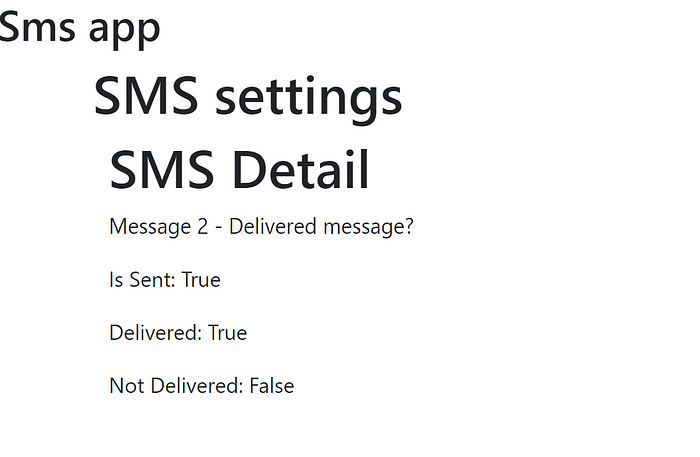 Sms app
SMS settings
SMS Detail
Message 2 - Delivered message?
Is Sent: True
Delivered: True
Not Delivered: False